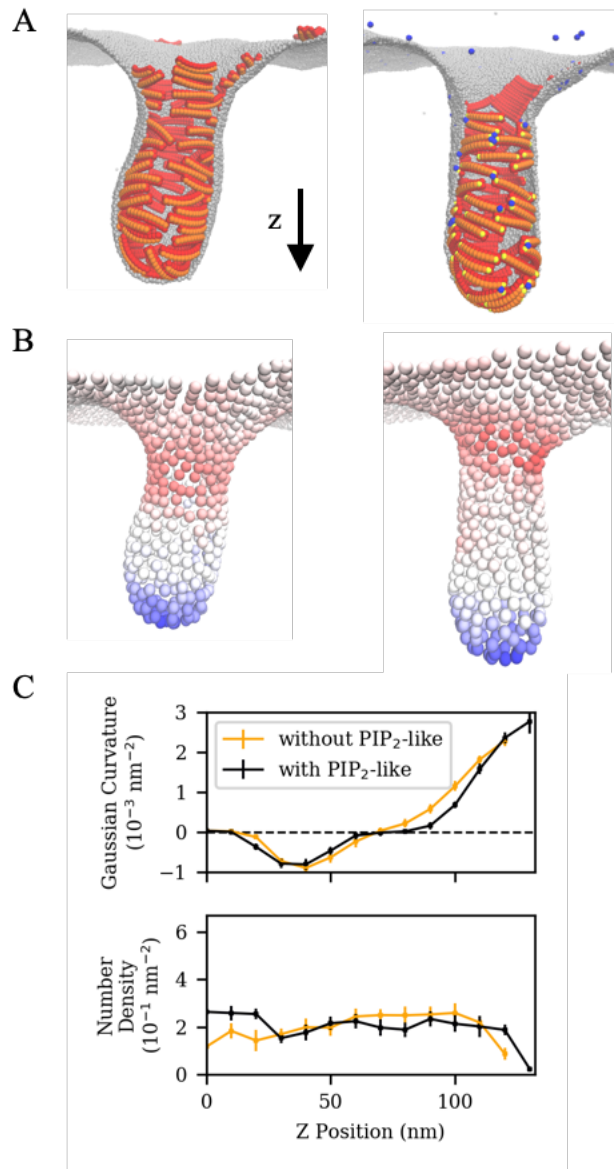 A
z
B
C
Gaussian Curvature
(10⁻³ nm⁻²)
3
2
1
0
−1
without PIP₂-like
with PIP₂-like
Number
Density
(10⁻¹ nm⁻²)
6
4
2
0
0
50
100
Z Position (nm)